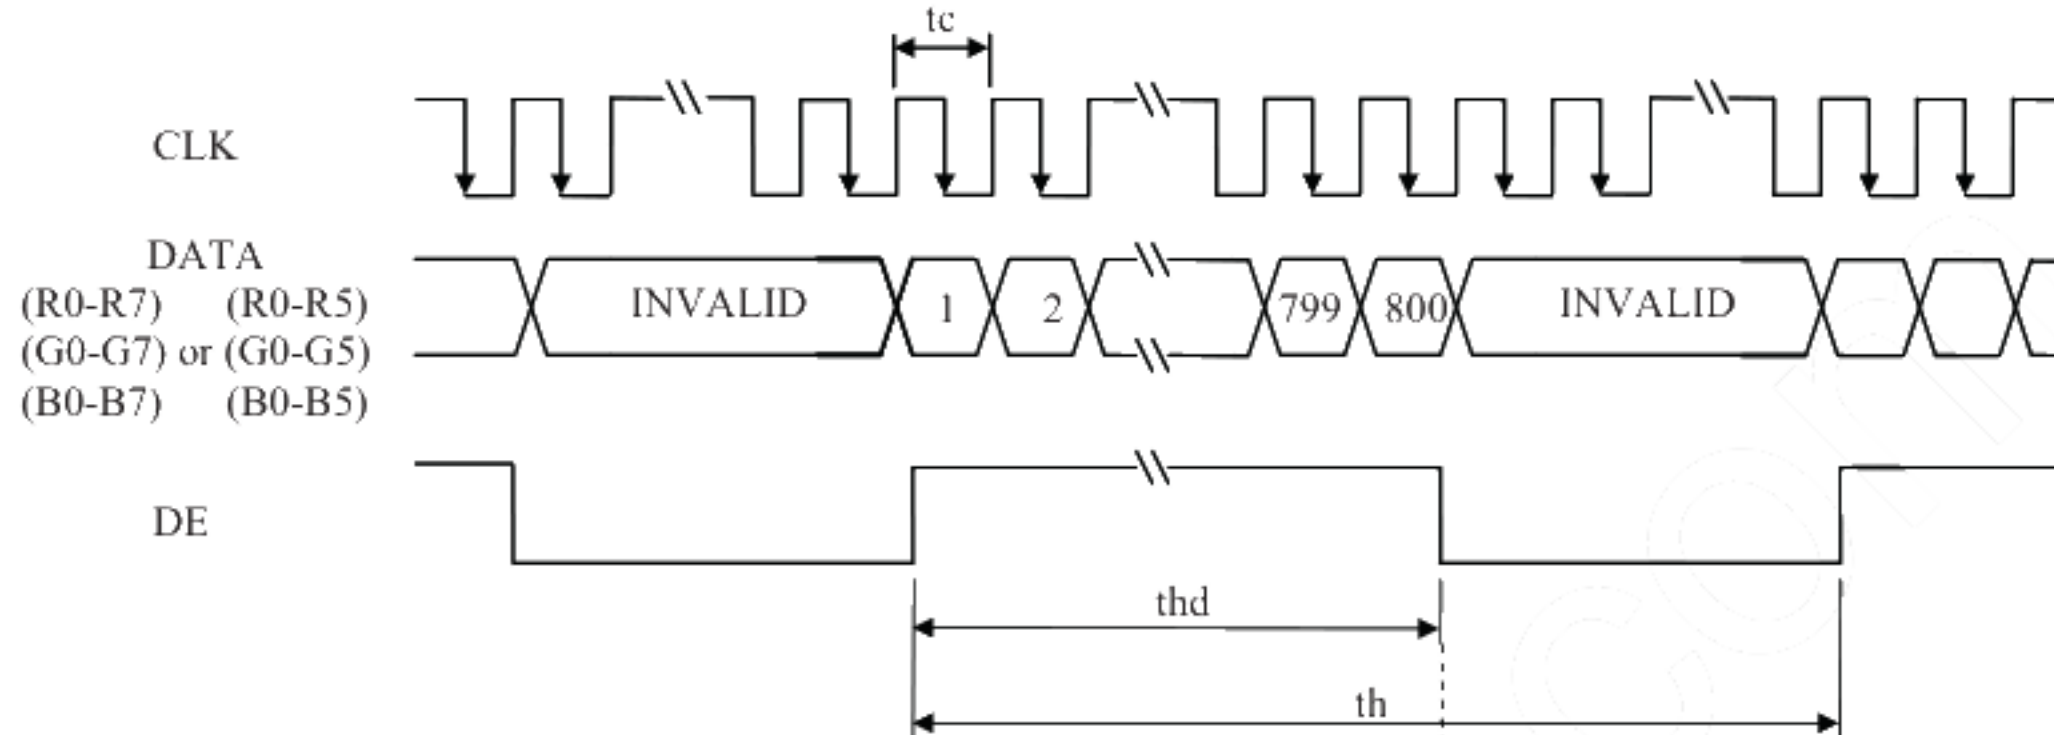 tc
CLK
DATA
(R0-R7) (R0-R5)
INVALID 1 2 799 800 INVALID
(G0-G7) or (G0-G5)
(B0-B7) (B0-B5)
DE
thd
th